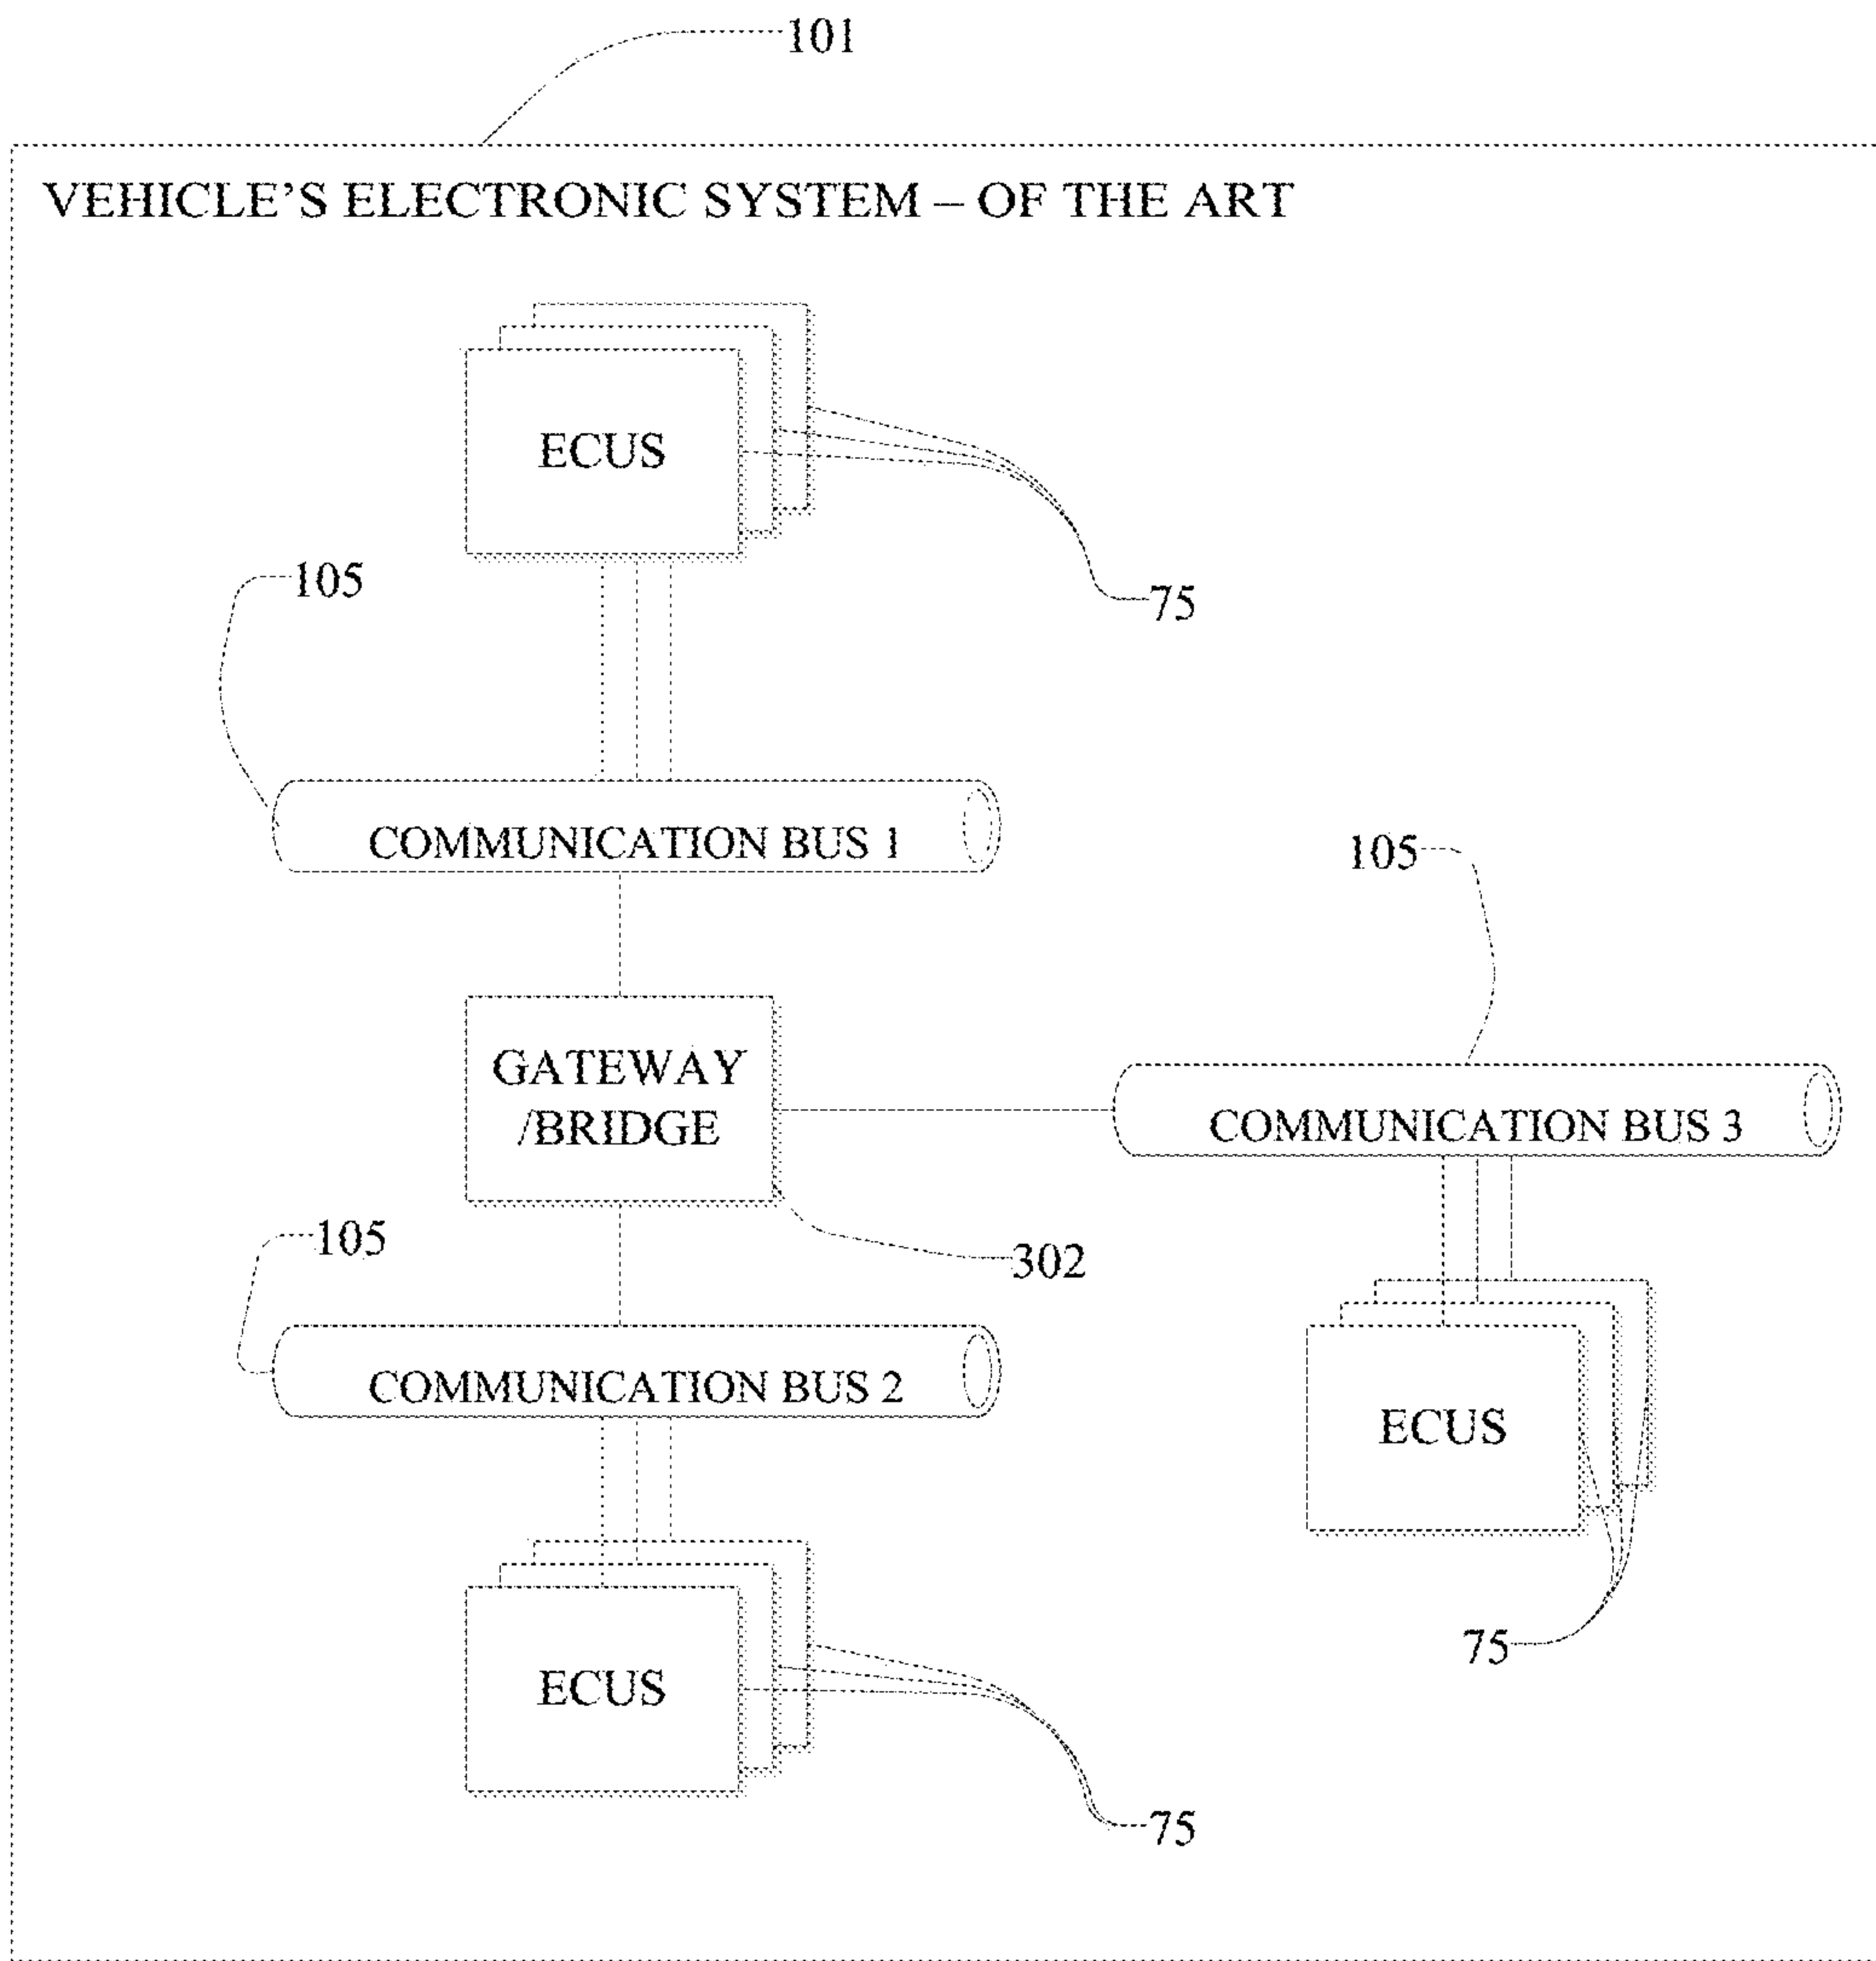 101
VEHICLE'S ELECTRONIC SYSTEM – OF THE ART
ECUS
105
75
COMMUNICATION BUS 1
105
GATEWAY
/BRIDGE
COMMUNICATION BUS 3
105
302
COMMUNICATION BUS 2
ECUS
75
ECUS
75